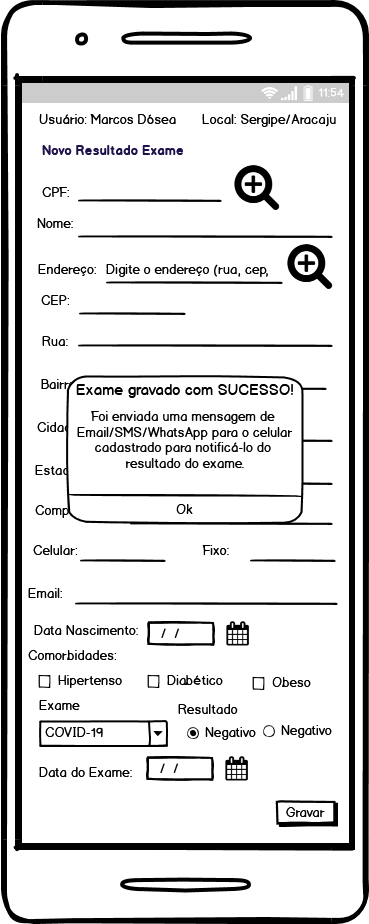 11:54
Usuário: Marcos Dósea Local: Sergipe/Aracaju
Novo Resultado Exame
CPF:
Nome:
Endereço: Digite o endereço (rua, cep,
CEP:
Rua:
Bairr
Exame gravado com SUCESSO!
Foi enviada uma mensagem de
Cidad
Email/SMS/WhatsApp para o celular
cadastrado para notificá-lo do
resultado do exame.
Estad
Comp
Ok
Celular: Fixo:
Email:
Data Nascimento: / /
Comorbidades:
Hipertenso Diabético Obeso
Exame Resultado
COVID-19 Negativo Negativo
Data do Exame: / /
Gravar